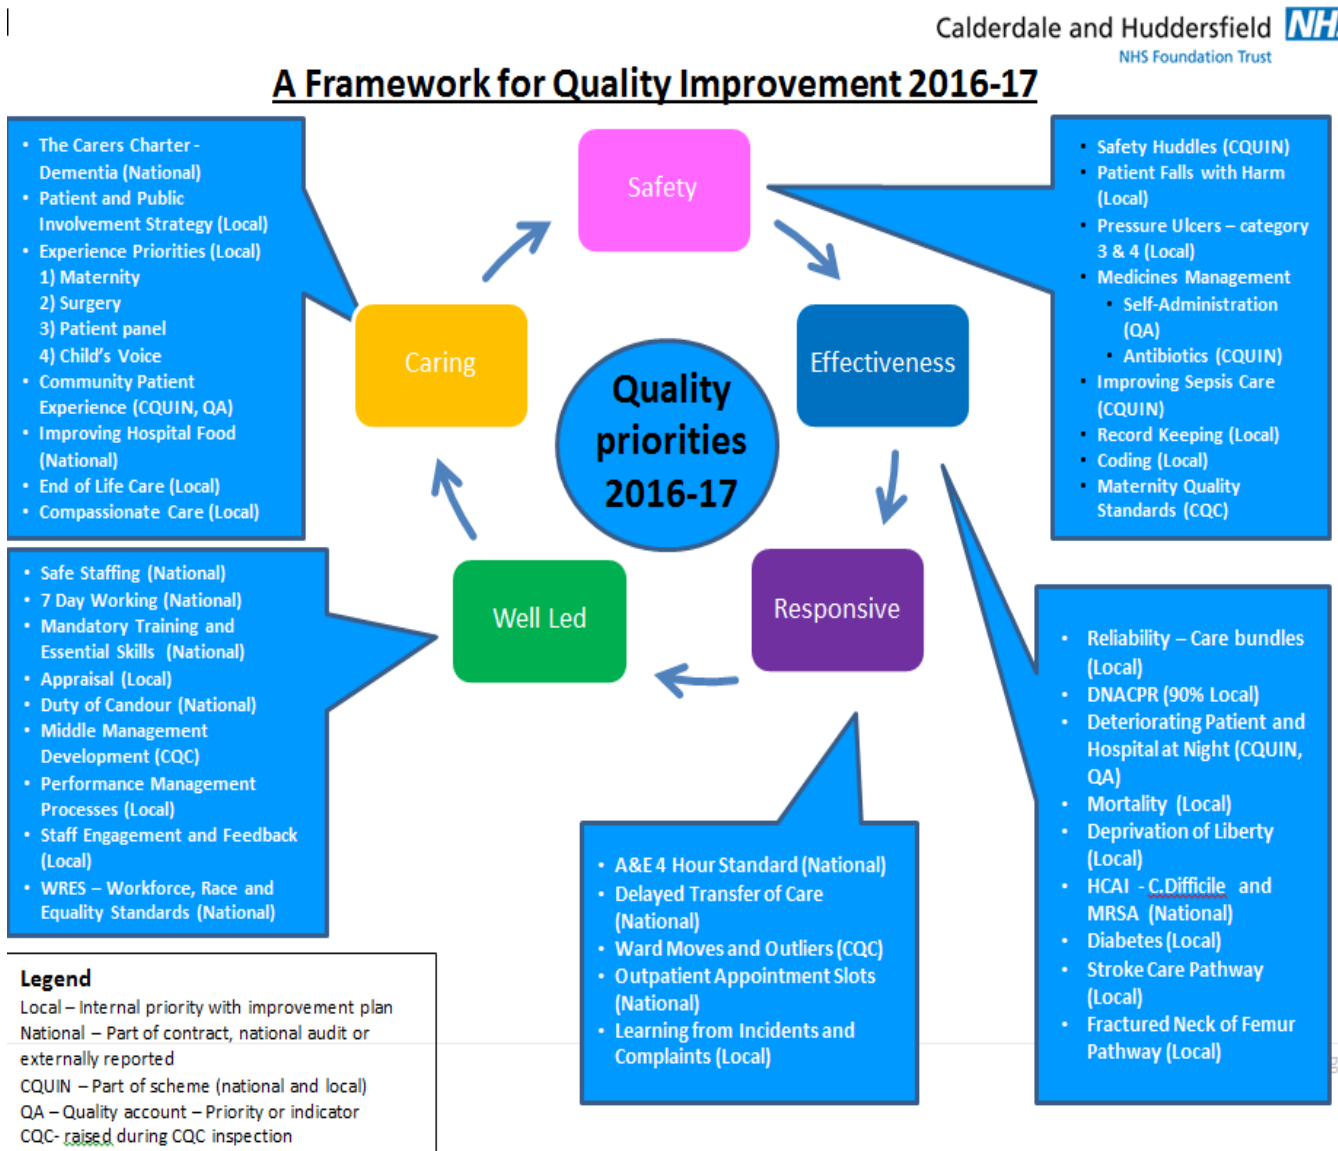 Calderdale and Huddersfield
NHS Foundation Trust
A Framework for Quality Improvement 2016-17
• The Carers Charter -
Dementia (National)
• Patient and Public
Involvement Strategy (Local)
• Experience Priorities (Local)
1) Maternity
2) Surgery
3) Patient panel
4) Child's Voice
• Community Patient
Experience (CQUIN, QA)
• Improving Hospital Food
(National)
• End of Life Care (Local)
• Compassionate Care (Local)
Safety
• Safety Huddles (CQUIN)
• Patient Falls with Harm
(Local)
• Pressure Ulcers – category
3 & 4 (Local)
• Medicines Management
• Self-Administration
(QA)
• Antibiotics (CQUIN)
• Improving Sepsis Care
(CQUIN)
• Record Keeping (Local)
• Coding (Local)
• Maternity Quality
Standards (CQC)
Caring
Effectiveness
Quality
priorities
2016-17
Well Led
Responsive
• Safe Staffing (National)
• 7 Day Working (National)
• Mandatory Training and
Essential Skills (National)
• Appraisal (Local)
• Duty of Candour (National)
• Middle Management
Development (CQC)
• Performance Management
Processes (Local)
• Staff Engagement and Feedback
(Local)
• WRES – Workforce, Race and
Equality Standards (National)
• A&E 4 Hour Standard (National)
• Delayed Transfer of Care
(National)
• Ward Moves and Outliers (CQC)
• Outpatient Appointment Slots
(National)
• Learning from Incidents and
Complaints (Local)
• Reliability – Care bundles
(Local)
• DNACPR (90% Local)
• Deteriorating Patient and
Hospital at Night (CQUIN,
QA)
• Mortality (Local)
• Deprivation of Liberty
(Local)
• HCAI - C.Difficile and
MRSA (National)
• Diabetes (Local)
• Stroke Care Pathway
(Local)
• Fractured Neck of Femur
Pathway (Local)
Legend
Local – Internal priority with improvement plan
National – Part of contract, national audit or
externally reported
CQUIN – Part of scheme (national and local)
QA – Quality account – Priority or indicator
CQC- raised during CQC inspection